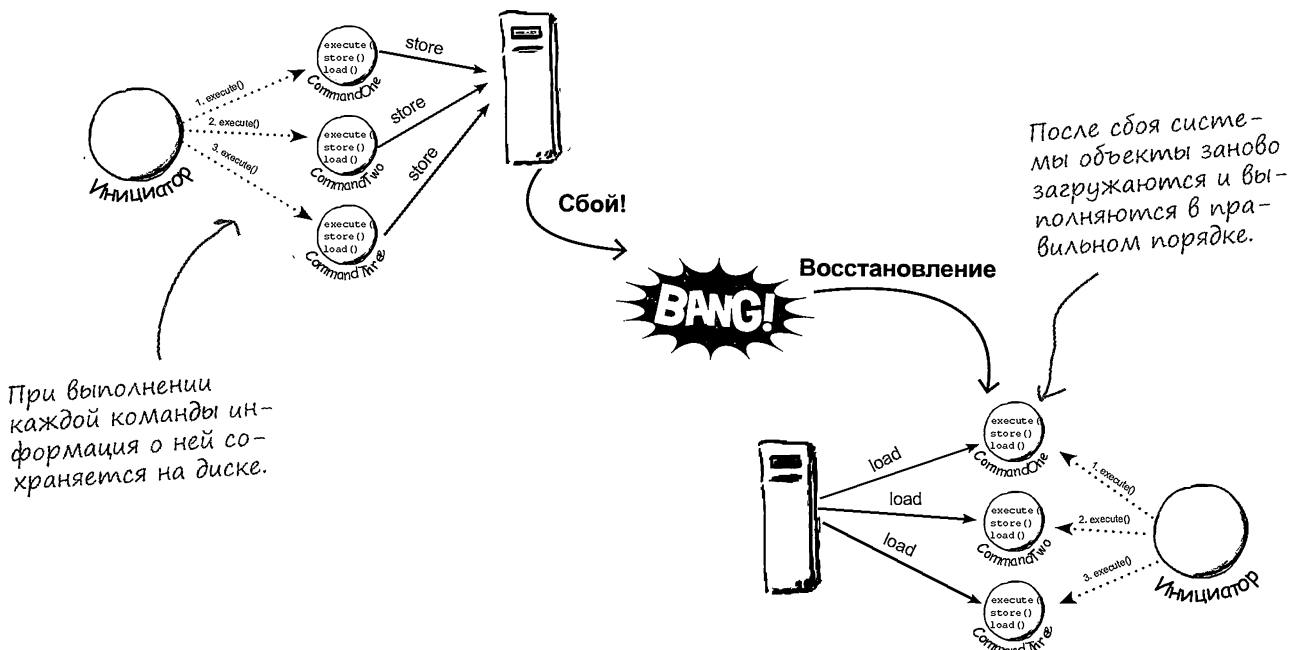 1. execute()
2. execute()
3. execute()
Инициатор
execute(
store()
load()
CommandOne
execute(
store()
load()
CommandTwo
execute(
store()
load()
CommandThree
store
store
store
Сбой!
BANG!
Восстановление
После сбоя систе-
мы объекты заново
загружаются и вы-
полняются в пра-
вильном порядке.
При выполнении
каждой команды ин-
формация о ней со-
храняется на диске.
load
load
load
execute(
store()
load()
CommandOne
execute(
store()
load()
CommandTwo
execute(
store()
load()
CommandThree
1. execute()
2. execute()
3. execute()
Инициатор